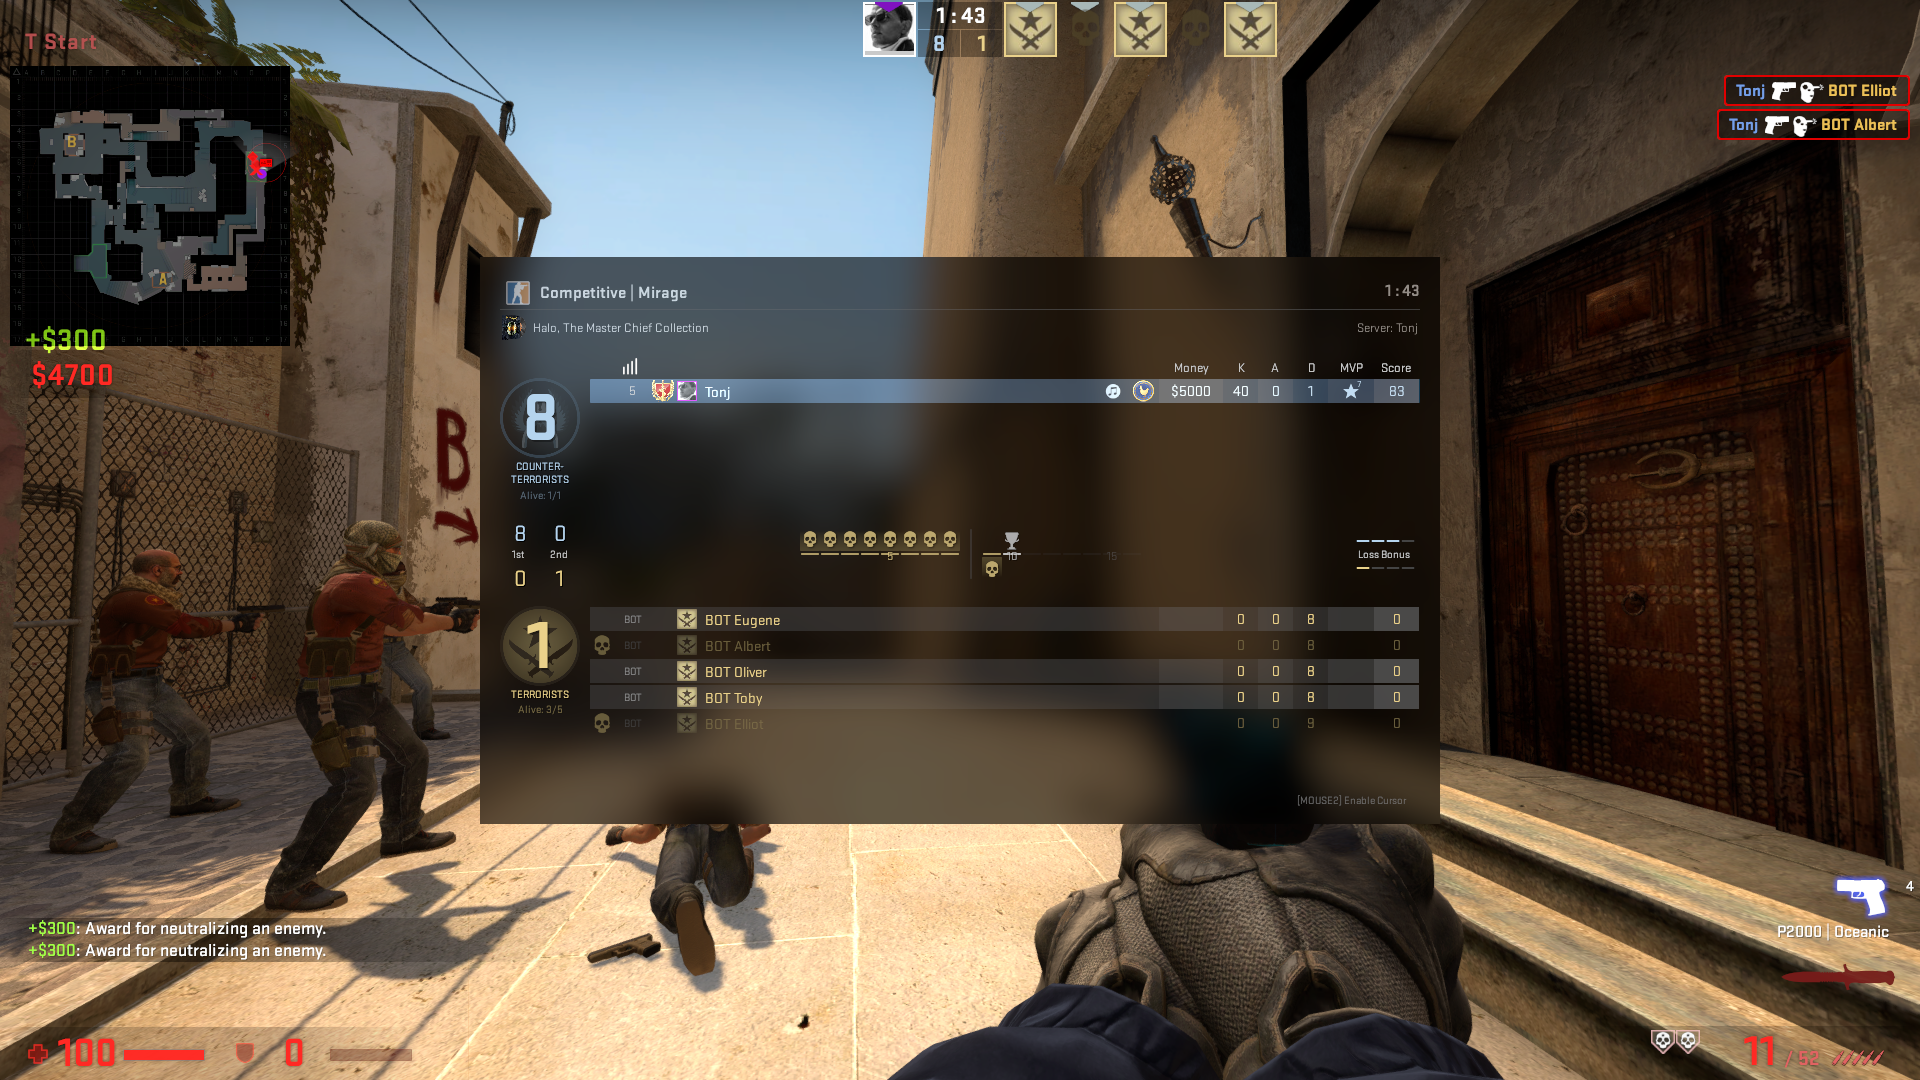 T Start
1:43
8 1
Tonj BOT Elliot
Tonj BOT Albert
B
A
+$300
$4700
B
Competitive | Mirage 1:43
Halo, The Master Chief Collection Server: Tonj
Money K A D MVP Score
5 Tonj $5000 40 0 1 7 83
8
COUNTER-
TERRORISTS
Alive: 1/1
8 0
1st 2nd
0 1
5 10 15
Loss Bonus
BOT BOT Eugene 0 0 8 0
BOT BOT Albert 0 0 8 0
BOT BOT Oliver 0 0 8 0
BOT BOT Toby 0 0 8 0
BOT BOT Elliot 0 0 9 0
1
TERRORISTS
Alive: 3/5
[MOUSE2] Enable Cursor
+$300: Award for neutralizing an enemy.
+$300: Award for neutralizing an enemy.
100 0
4
P2000 | Oceanic
11 / 52